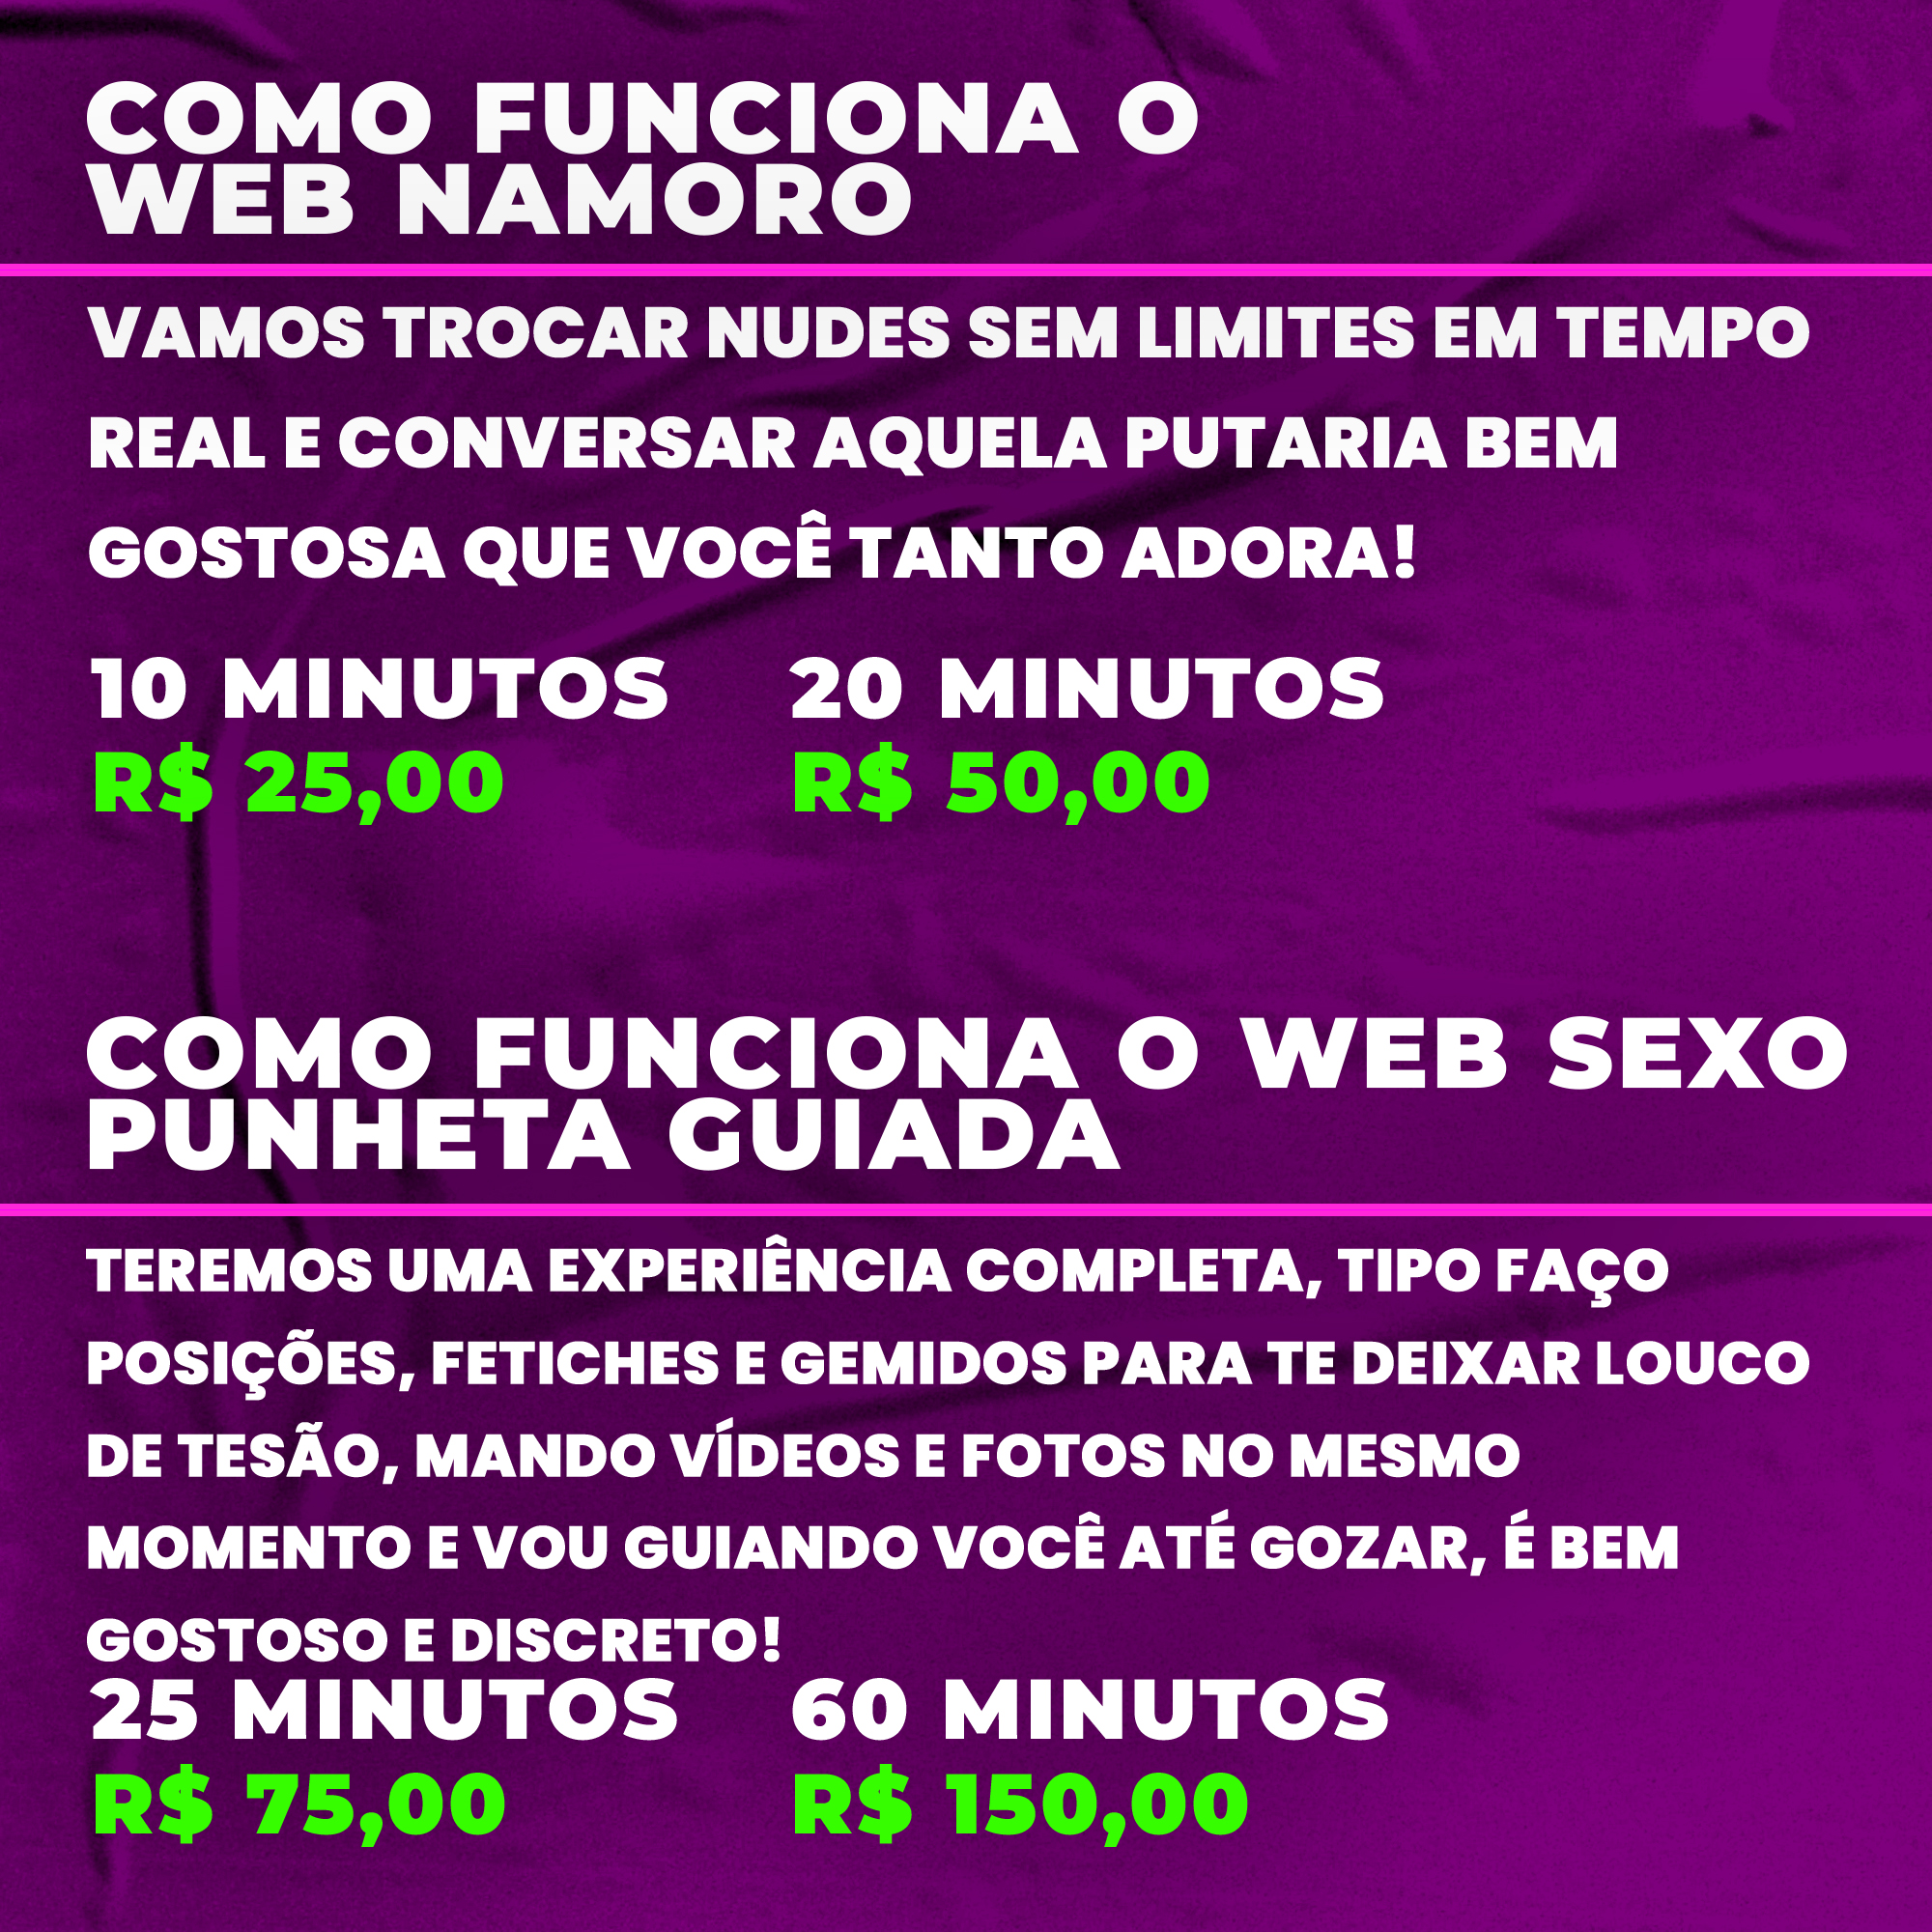 COMO FUNCIONA O
WEB NAMORO
VAMOS TROCAR NUDES SEM LIMITES EM TEMPO
REAL E CONVERSAR AQUELA PUTARIA BEM
GOSTOSA QUE VOCÊ TANTO ADORA!
10 MINUTOS 20 MINUTOS
R$ 25,00 R$ 50,00
COMO FUNCIONA O WEB SEXO
PUNHETA GUIADA
TEREMOS UMA EXPERIÊNCIA COMPLETA, TIPO FAÇO
POSIÇÕES, FETICHES E GEMIDOS PARA TE DEIXAR LOUCO
DE TESÃO, MANDO VÍDEOS E FOTOS NO MESMO
MOMENTO E VOU GUIANDO VOCÊ ATÉ GOZAR, É BEM
GOSTOSO E DISCRETO!
25 MINUTOS 60 MINUTOS
R$ 75,00 R$ 150,00